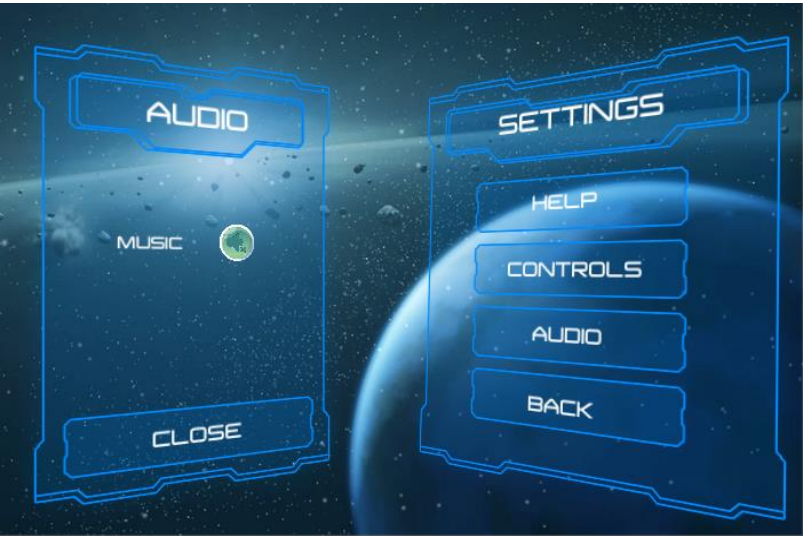 AUDIO
MUSIC
CLOSE
SETTINGS
HELP
CONTROLS
AUDIO
BACK